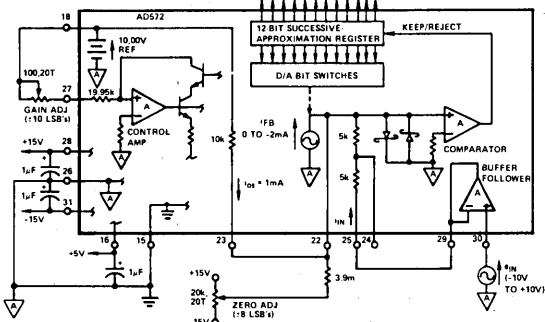 18
AD572
10,00V
REF
12 BIT SUCCESSIVE-
APPROXIMATION REGISTER
KEEP/REJECT
D/A BIT SWITCHES
100,20T
27
19.95k
GAIN ADJ
(±10 LSB's)
A
CONTROL
AMP
10k
IFB
0 TO -2mA
5k
A
COMPARATOR
+15V
28
1μF
26
1μF
31
-15V
IOS = 1mA
5k
IIN
BUFFER
FOLLOWER
A
16
15
23
22
25
24
29
30
+5V
1μF
+15V
20k,
20T
-15V
ZERO ADJ
(±8 LSB's)
3.9m
eIN
(-10V
TO +10V)
A
A
A
A
A
A
A
A
A